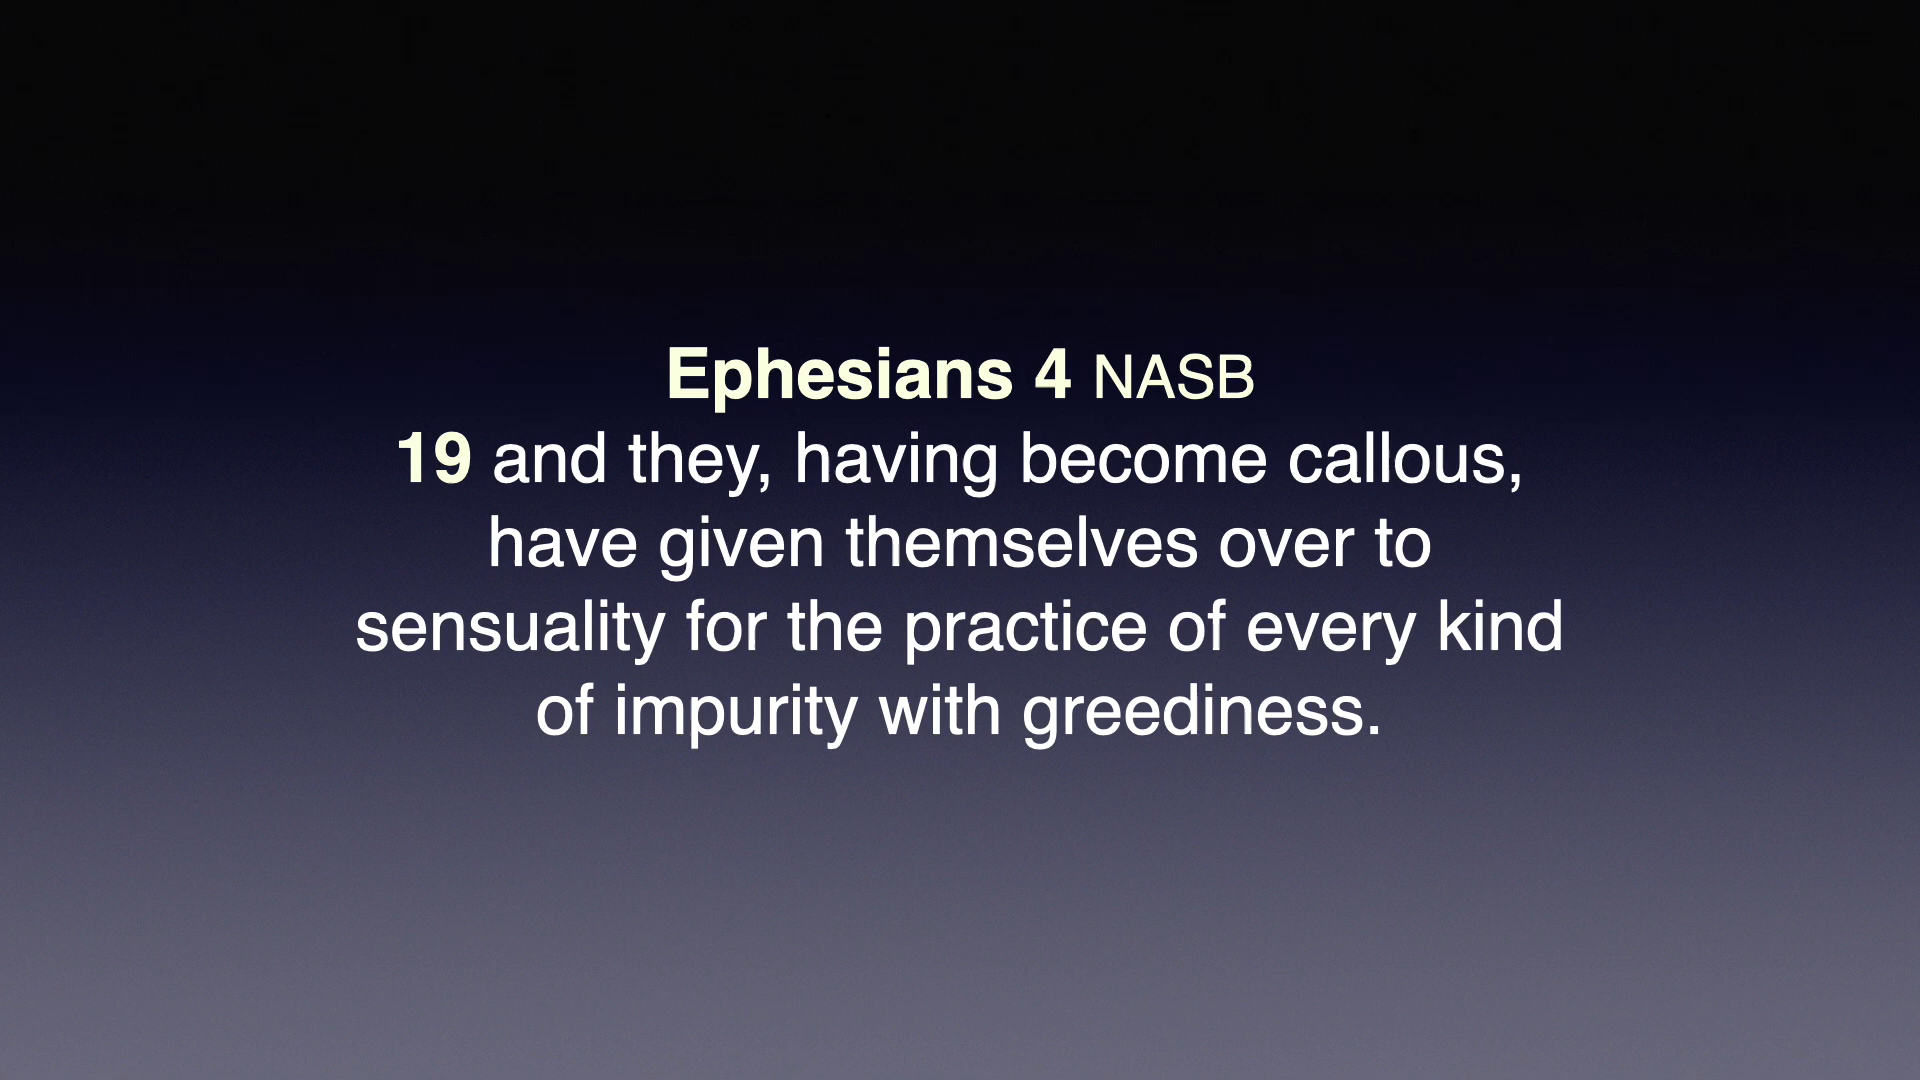 Ephesians 4 NASB
19 and they, having become callous,
have given themselves over to
sensuality for the practice of every kind
of impurity with greediness.